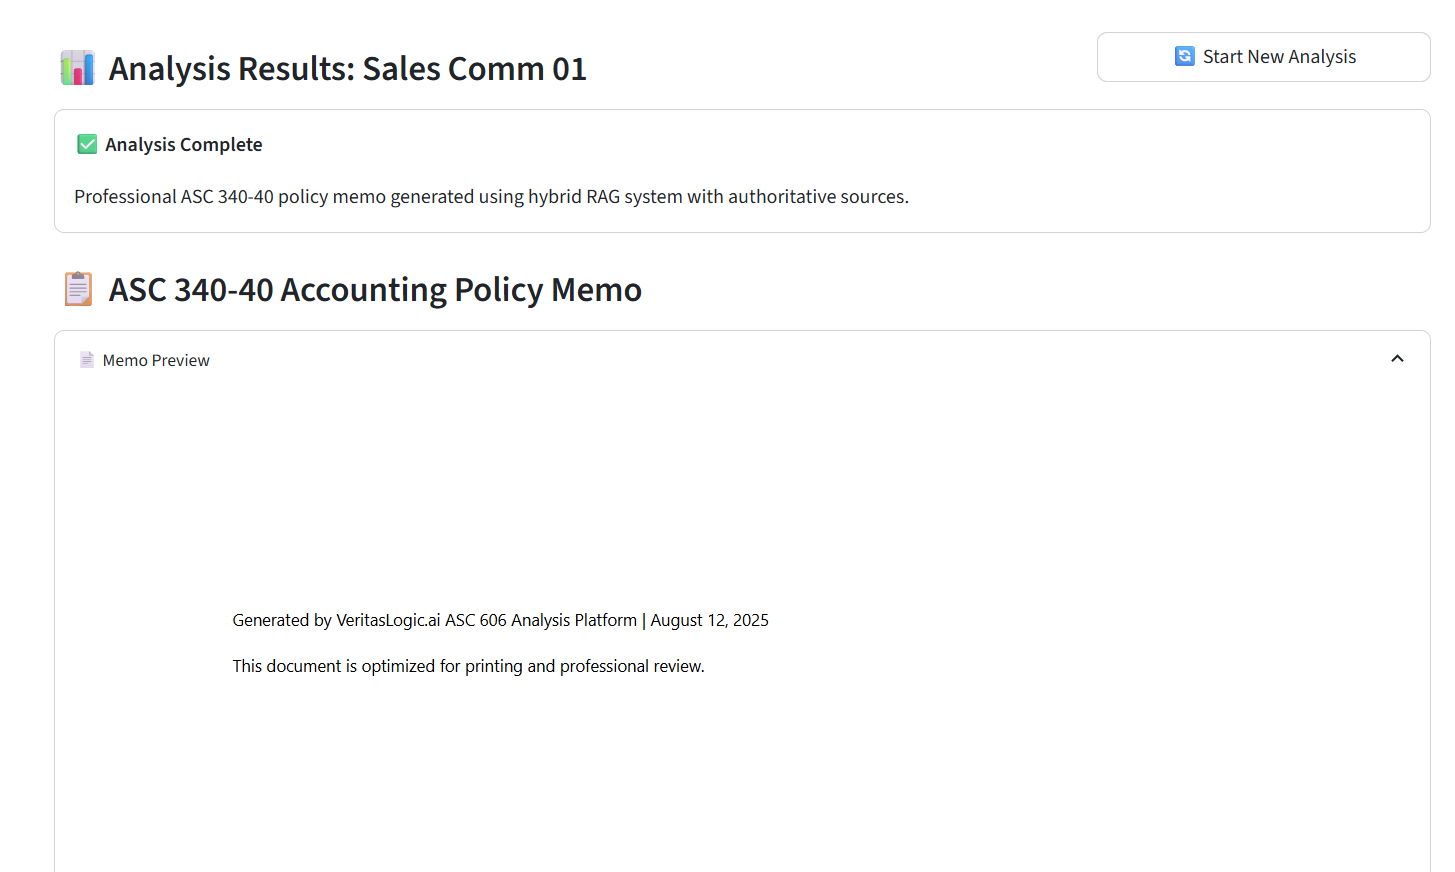 Analysis Results: Sales Comm 01
Start New Analysis
Analysis Complete
Professional ASC 340-40 policy memo generated using hybrid RAG system with authoritative sources.
ASC 340-40 Accounting Policy Memo
Memo Preview
Generated by VeritasLogic.ai ASC 606 Analysis Platform | August 12, 2025
This document is optimized for printing and professional review.